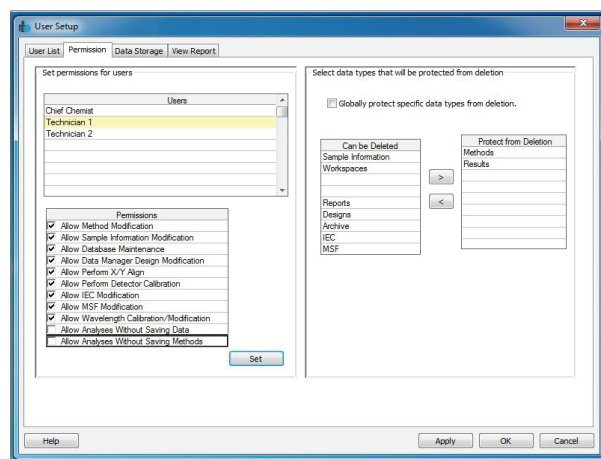 User Setup
User List Permission Data Storage View Report
Set permissions for users
Users
Chief Chemist
Technician 1
Technician 2
Permissions
Allow Method Modification
Allow Sample Information Modification
Allow Database Maintenance
Allow Data Manager Design Modification
Allow Perform X/Y Align
Allow Perform Detector Calibration
Allow IEC Modification
Allow MSF Modification
Allow Wavelength Calibration/Modification
Allow Analyses Without Saving Data
Allow Analyses Without Saving Methods
Set
Select data types that will be protected from deletion
Globally protect specific data types from deletion.
Can be Deleted
Sample Information
Workspaces
Reports
Designs
Archive
IEC
MSF
>
<
Protect from Deletion
Methods
Results
Help Apply OK Cancel